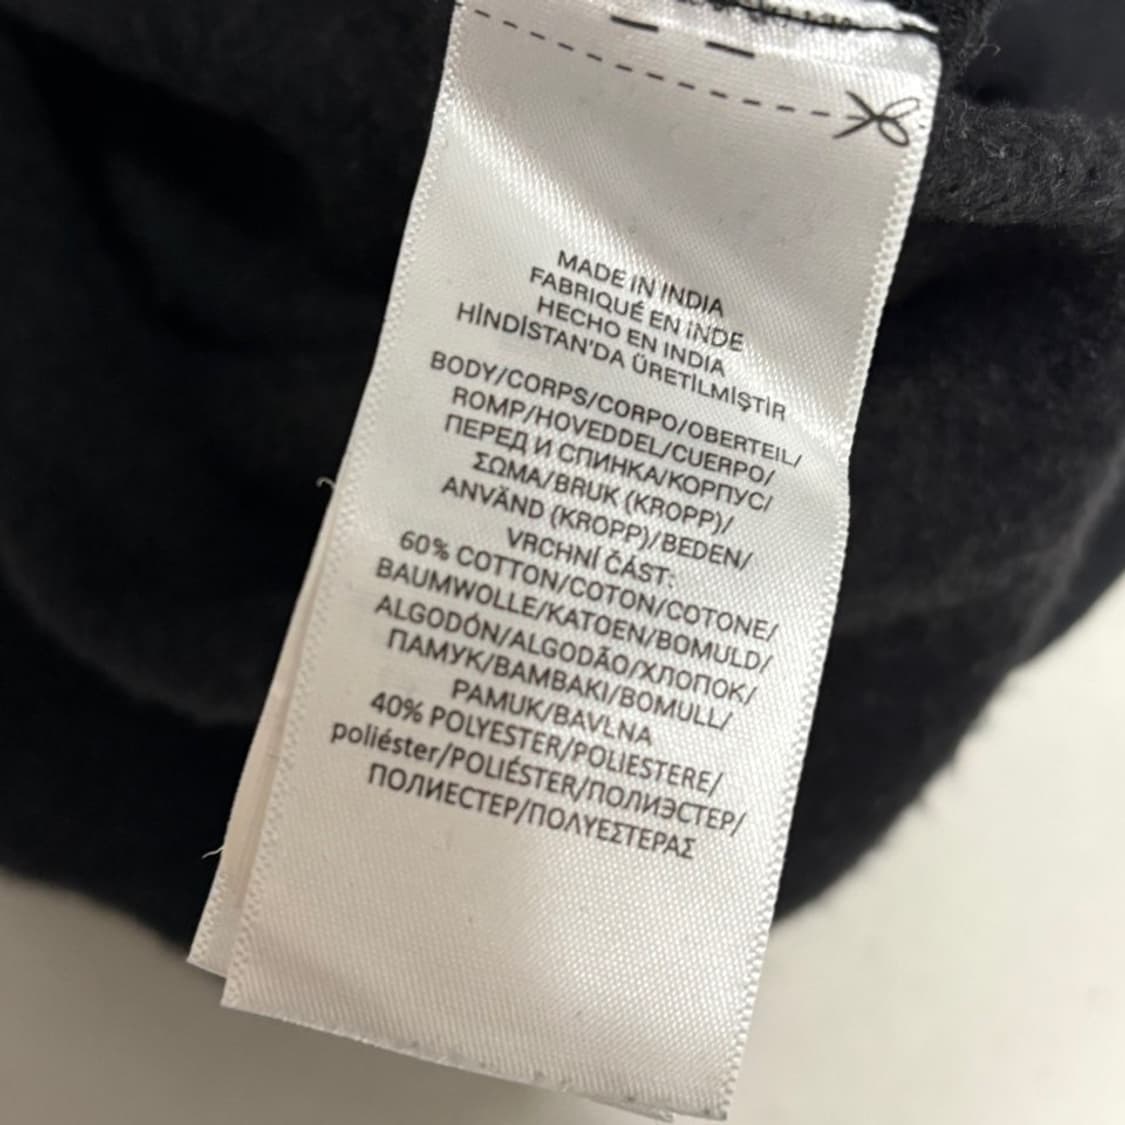 MADE IN INDIA
FABRIQUÉ EN INDE
HECHO EN INDIA
HİNDİSTAN'DA ÜRETİLMİŞTİR
BODY/CORPS/CORPO/OBERTEIL/
ROMP/HOVEDDEL/CUERPO/
ПЕРЕД И СПИНКА/КОРПУС/
ΣΩΜΑ/BRUK (KROPP)/
ANVÄND (KROPP)/BEDEN/
VRCHNÍ ČÁST:
60% COTTON/COTON/COTONE/
BAUMWOLLE/KATOEN/BOMULD/
ALGODÓN/ALGODÃO/ХЛОПОК/
ПАМУК/ΒΑΜΒΑΚΙ/BOMULL/
PAMUK/BAVLNA
40% POLYESTER/POLIESTERE/
poliéster/POLIÉSTER/ПОЛИЭСТЕР/
ПОЛИЕСТЕР/ΠΟΛΥΕΣΤΕΡΑΣ